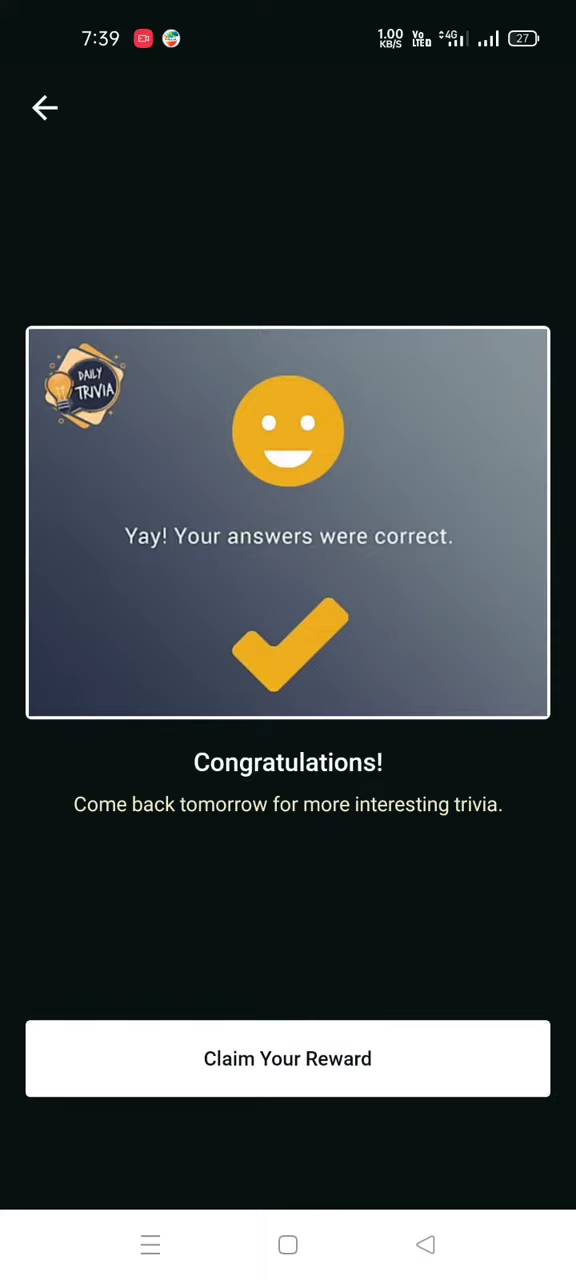 7:39
1.00
KB/S
Vo
LTED
4G
27
DAILY
TRIVIA
Yay! Your answers were correct.
Congratulations!
Come back tomorrow for more interesting trivia.
Claim Your Reward